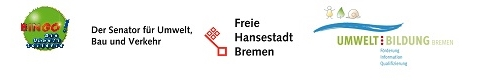 BINGO!
Der Senator für Umwelt,
Bau und Verkehr
Freie
Hansestadt
Bremen
UMWELT BILDUNG BREMEN
Förderung
Information
Qualifizierung